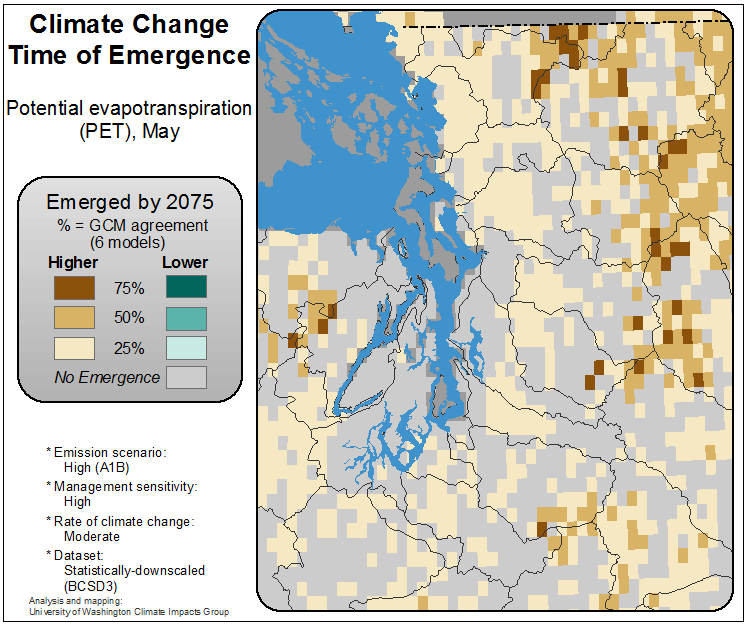 Climate Change
Time of Emergence
Potential evapotranspiration
(PET), May
Emerged by 2075
% = GCM agreement
(6 models)
Higher Lower
75%
50%
25%
No Emergence
* Emission scenario:
High (A1B)
* Management sensitivity:
High
* Rate of climate change:
Moderate
* Dataset:
Statistically-downscaled
(BCSD3)
Analysis and mapping:
University of Washington Climate Impacts Group